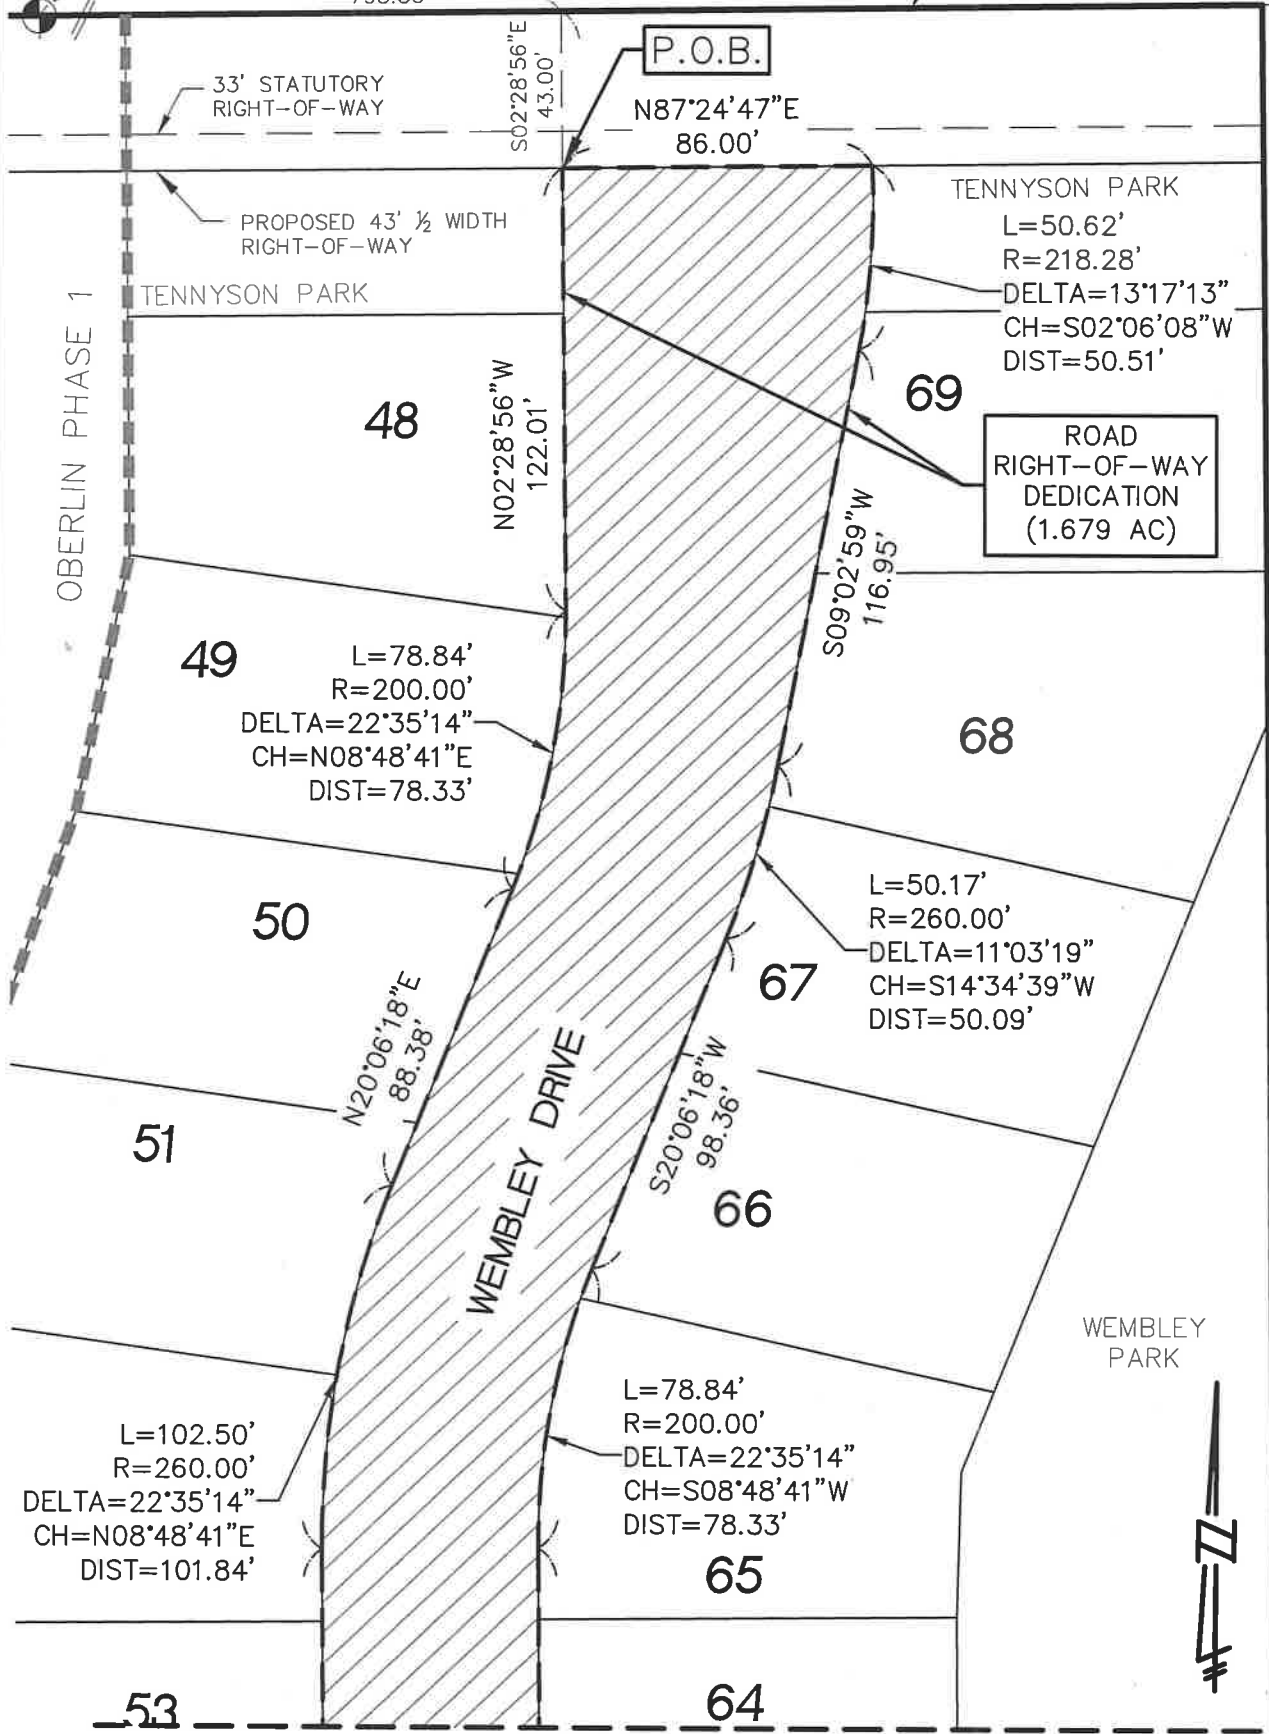 S02°28'56"E
43.00'
P.O.B.
33' STATUTORY
RIGHT-OF-WAY
N87°24'47"E
86.00'
PROPOSED 43' ½ WIDTH
RIGHT-OF-WAY
TENNYSON PARK
TENNYSON PARK
L=50.62'
R=218.28'
DELTA=13°17'13"
CH=S02°06'08"W
DIST=50.51'
OBERLIN PHASE 1
48
N02°28'56"W
122.01'
69
ROAD
RIGHT-OF-WAY
DEDICATION
(1.679 AC)
S09°02'59"W
116.95'
49
L=78.84'
R=200.00'
DELTA=22°35'14"
CH=N08°48'41"E
DIST=78.33'
68
50
L=50.17'
R=260.00'
DELTA=11°03'19"
CH=S14°34'39"W
DIST=50.09'
67
N20°06'18"E
88.38'
WEMBLEY DRIVE
S20°06'18"W
98.36'
51
66
WEMBLEY
PARK
L=102.50'
R=260.00'
DELTA=22°35'14"
CH=N08°48'41"E
DIST=101.84'
L=78.84'
R=200.00'
DELTA=22°35'14"
CH=S08°48'41"W
DIST=78.33'
65
N
53
64